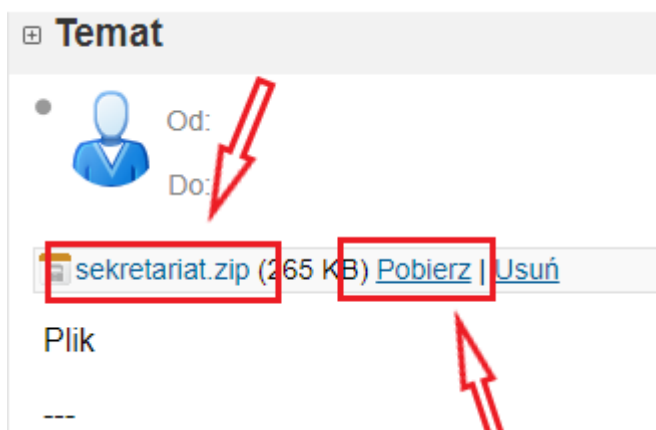 Temat
Od:
Do:
sekretariat.zip (265 KB) Pobierz | Usuń
Plik
---